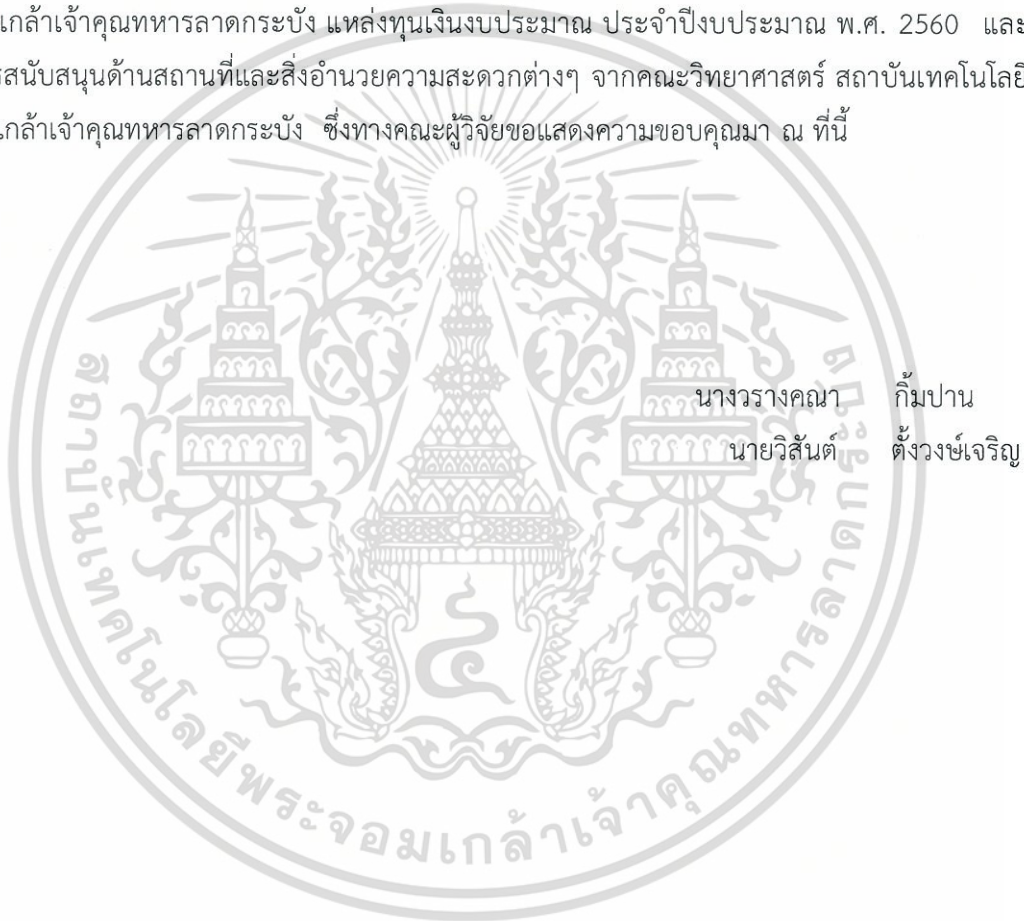 เกล้าเจ้าคุณทหารลาดกระบัง แหล่งทุนเงินงบประมาณ ประจำปีงบประมาณ พ.ศ. 2560 และ
สนับสนุนด้านสถานที่และสิ่งอำนวยความสะดวกต่างๆ จากคณะวิทยาศาสตร์ สถาบันเทคโนโลยี
เกล้าเจ้าคุณทหารลาดกระบัง ซึ่งทางคณะผู้วิจัยขอแสดงความขอบคุณมา ณ ที่นี้
นางวรางคณา กิ้มปาน
นายวิสันต์ ตั้งวงษ์เจริญ
สถาบันเทคโนโลยีพระจอมเกล้าเจ้าคุณทหารลาดกระบัง
๔